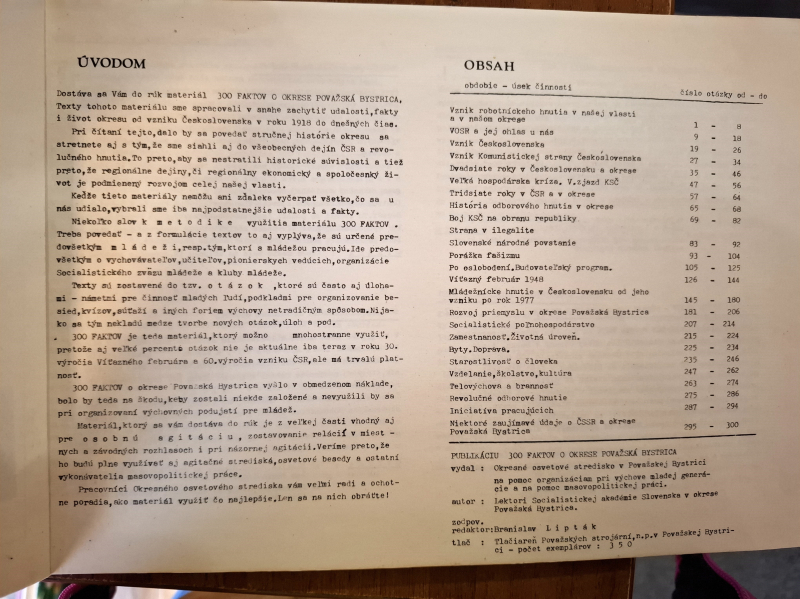 ÚVODOM
Dostáva sa Vám do rúk materiál 300 FAKTOV O OKRESE POVAŽSKÁ BYSTRICA,
Texty tohoto materiálu sme spracovali v snahe zachytiť udalosti,fakty
i život okresu od vzniku Československa v roku 1918 do dnešných čias.
Pri čítaní tejto,dalo by sa povedať stručnej histórie okresu sa
stretnete aj s tým,že sme siahli aj do všeobecných dejín ČSR a revo-
lučného hnutia.To preto,aby sa nestratili historické súvislosti a tiež
preto,že regionálne dejiny,či regionálny ekonomický a spoločenský ži-
vot je podmienený rozvojom celej našej vlasti.
Keďže tieto materiály nemôžu ani zďaleka vyčerpať všetko,čo sa u
nás udialo,vybrali sme iba najpodstatnejšie udalosti a fakty.
Niekoľko slov k m e t o d i k e využitia materiálu 300 FAKTOV .
Treba povedať - a z formulácie textov to aj vyplýva,že sú určené pre-
dovšetkým m l á d e ž i,resp.tým,ktorí s mládežou pracujú.Ide predo-
všetkým o vychovávateľov,učiteľov,pionierskych vedúcich,organizácie
Socialistického zväzu mládeže a kluby mládeže.
Texty sú zostavené do tzv. o t á z o k ,ktoré sú často aj úloha-
mi - námetmi pre činnosť mladých ľudí,podkladmi pre organizovanie be-
sied,kvízov,súťaží a iných foriem výchovy netradičným spôsobom.Nija-
ko sa tým nekladú medze tvorbe nových otázok,úloh a pod.
. 300 FAKTOV je teda materiál,ktorý možno mnohostranne využiť,
pretože aj veľké percento otázok nie je aktuálne iba teraz v roku 30.
výročia Víťazného februára a 60.výročia vzniku ČSR,ale má trvalú plat-
nosť.
300 FAKTOV o okrese Považská Bystrica vyšlo v obmedzenom náklade,
bolo by teda na škodu,keby zostali niekde založené a nevyužili by sa
pri organizovaní výchovných podujatí pre mládež.
Materiál,ktorý sa vám dostáva do rúk je z veľkej časti vhodný aj
pre o s o b n ú a g i t á c i u , zostavovanie relácií v miest -
ných a závodných rozhlasoch i pri názornej agitácii.Veríme preto,že
ho budú plne využívať aj agitačné strediská,osvetové besedy a ostatní
vykonávatelia masovopolitickej práce.
Pracovníci Okresného osvetového strediska vám veľmi radi a ochot-
ne poradia,ako materiál využiť čo najlepšie.Len sa na nich obráťte!
OBSAH
obdobie - úsek činnosti číslo otázky od - do
Vznik robotníckeho hnutia v našej vlasti
a v našom okrese 1 - 8
VOSR a jej ohlas u nás 9 - 18
Vznik Československa 19 - 26
Vznik Komunistickej strany Československa 27 - 34
Dvadsiate roky v Československu a okrese 35 - 46
Veľká hospodárska kríza. V.zjazd KSČ 47 - 56
Tridsiate roky v ČSR a v okrese 57 - 64
História odborového hnutia v okrese 65 - 68
Boj KSČ na obranu republiky 69 - 82
Strana v ilegalite
Slovenské národné povstanie 83 - 92
Porážka fašizmu 93 - 104
Po oslobodení.Budovateľský program. 105 - 125
Víťazný február 1948 126 - 144
Mládežnícke hnutie v Československu od jeho
vzniku po rok 1977 145 - 180
Rozvoj priemyslu v okrese Považská Bystrica 181 - 206
Socialistické poľnohospodárstvo 207 - 214
Zamestnanosť.Životná úroveň. 215 - 224
Byty.Doprava. 225 - 234
Starostlivosť o človeka 235 - 246
Vzdelanie,školstvo,kultúra 247 - 262
Telovýchova a brannosť 263 - 274
Revolučné odborové hnutie 275 - 286
Iniciatíva pracujúcich 287 - 294
Niektoré zaujímavé údaje o ČSSR a okrese
Považská Bystrica 295 - 300
PUBLIKÁCIU 300 FAKTOV O OKRESE POVAŽSKÁ BYSTRICA
vydal : Okresné osvetové stredisko v Považskej Bystrici
na pomoc organizáciam pri výchove mladej generá-
cie a na pomoc masovopolitickej práci.
autor : Lektori Socialistickej akadémie Slovenska v okrese
Považská Bystrica.
zodpov.
redaktor:Branislav L i p t á k
tlač : Tlačiareň Považských strojární,n.p.v Považskej Bystri-
ci - počet exemplárov : 3 5 0